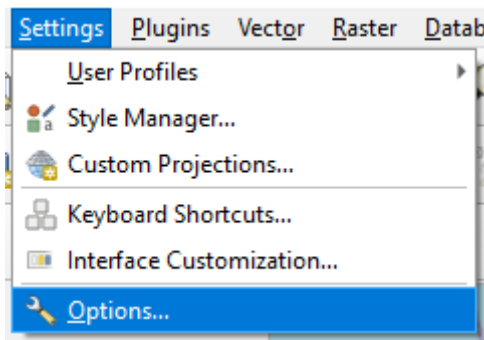 Settings Plugins Vector Raster Datab
User Profiles
Style Manager...
Custom Projections...
Keyboard Shortcuts...
Interface Customization...
Options...